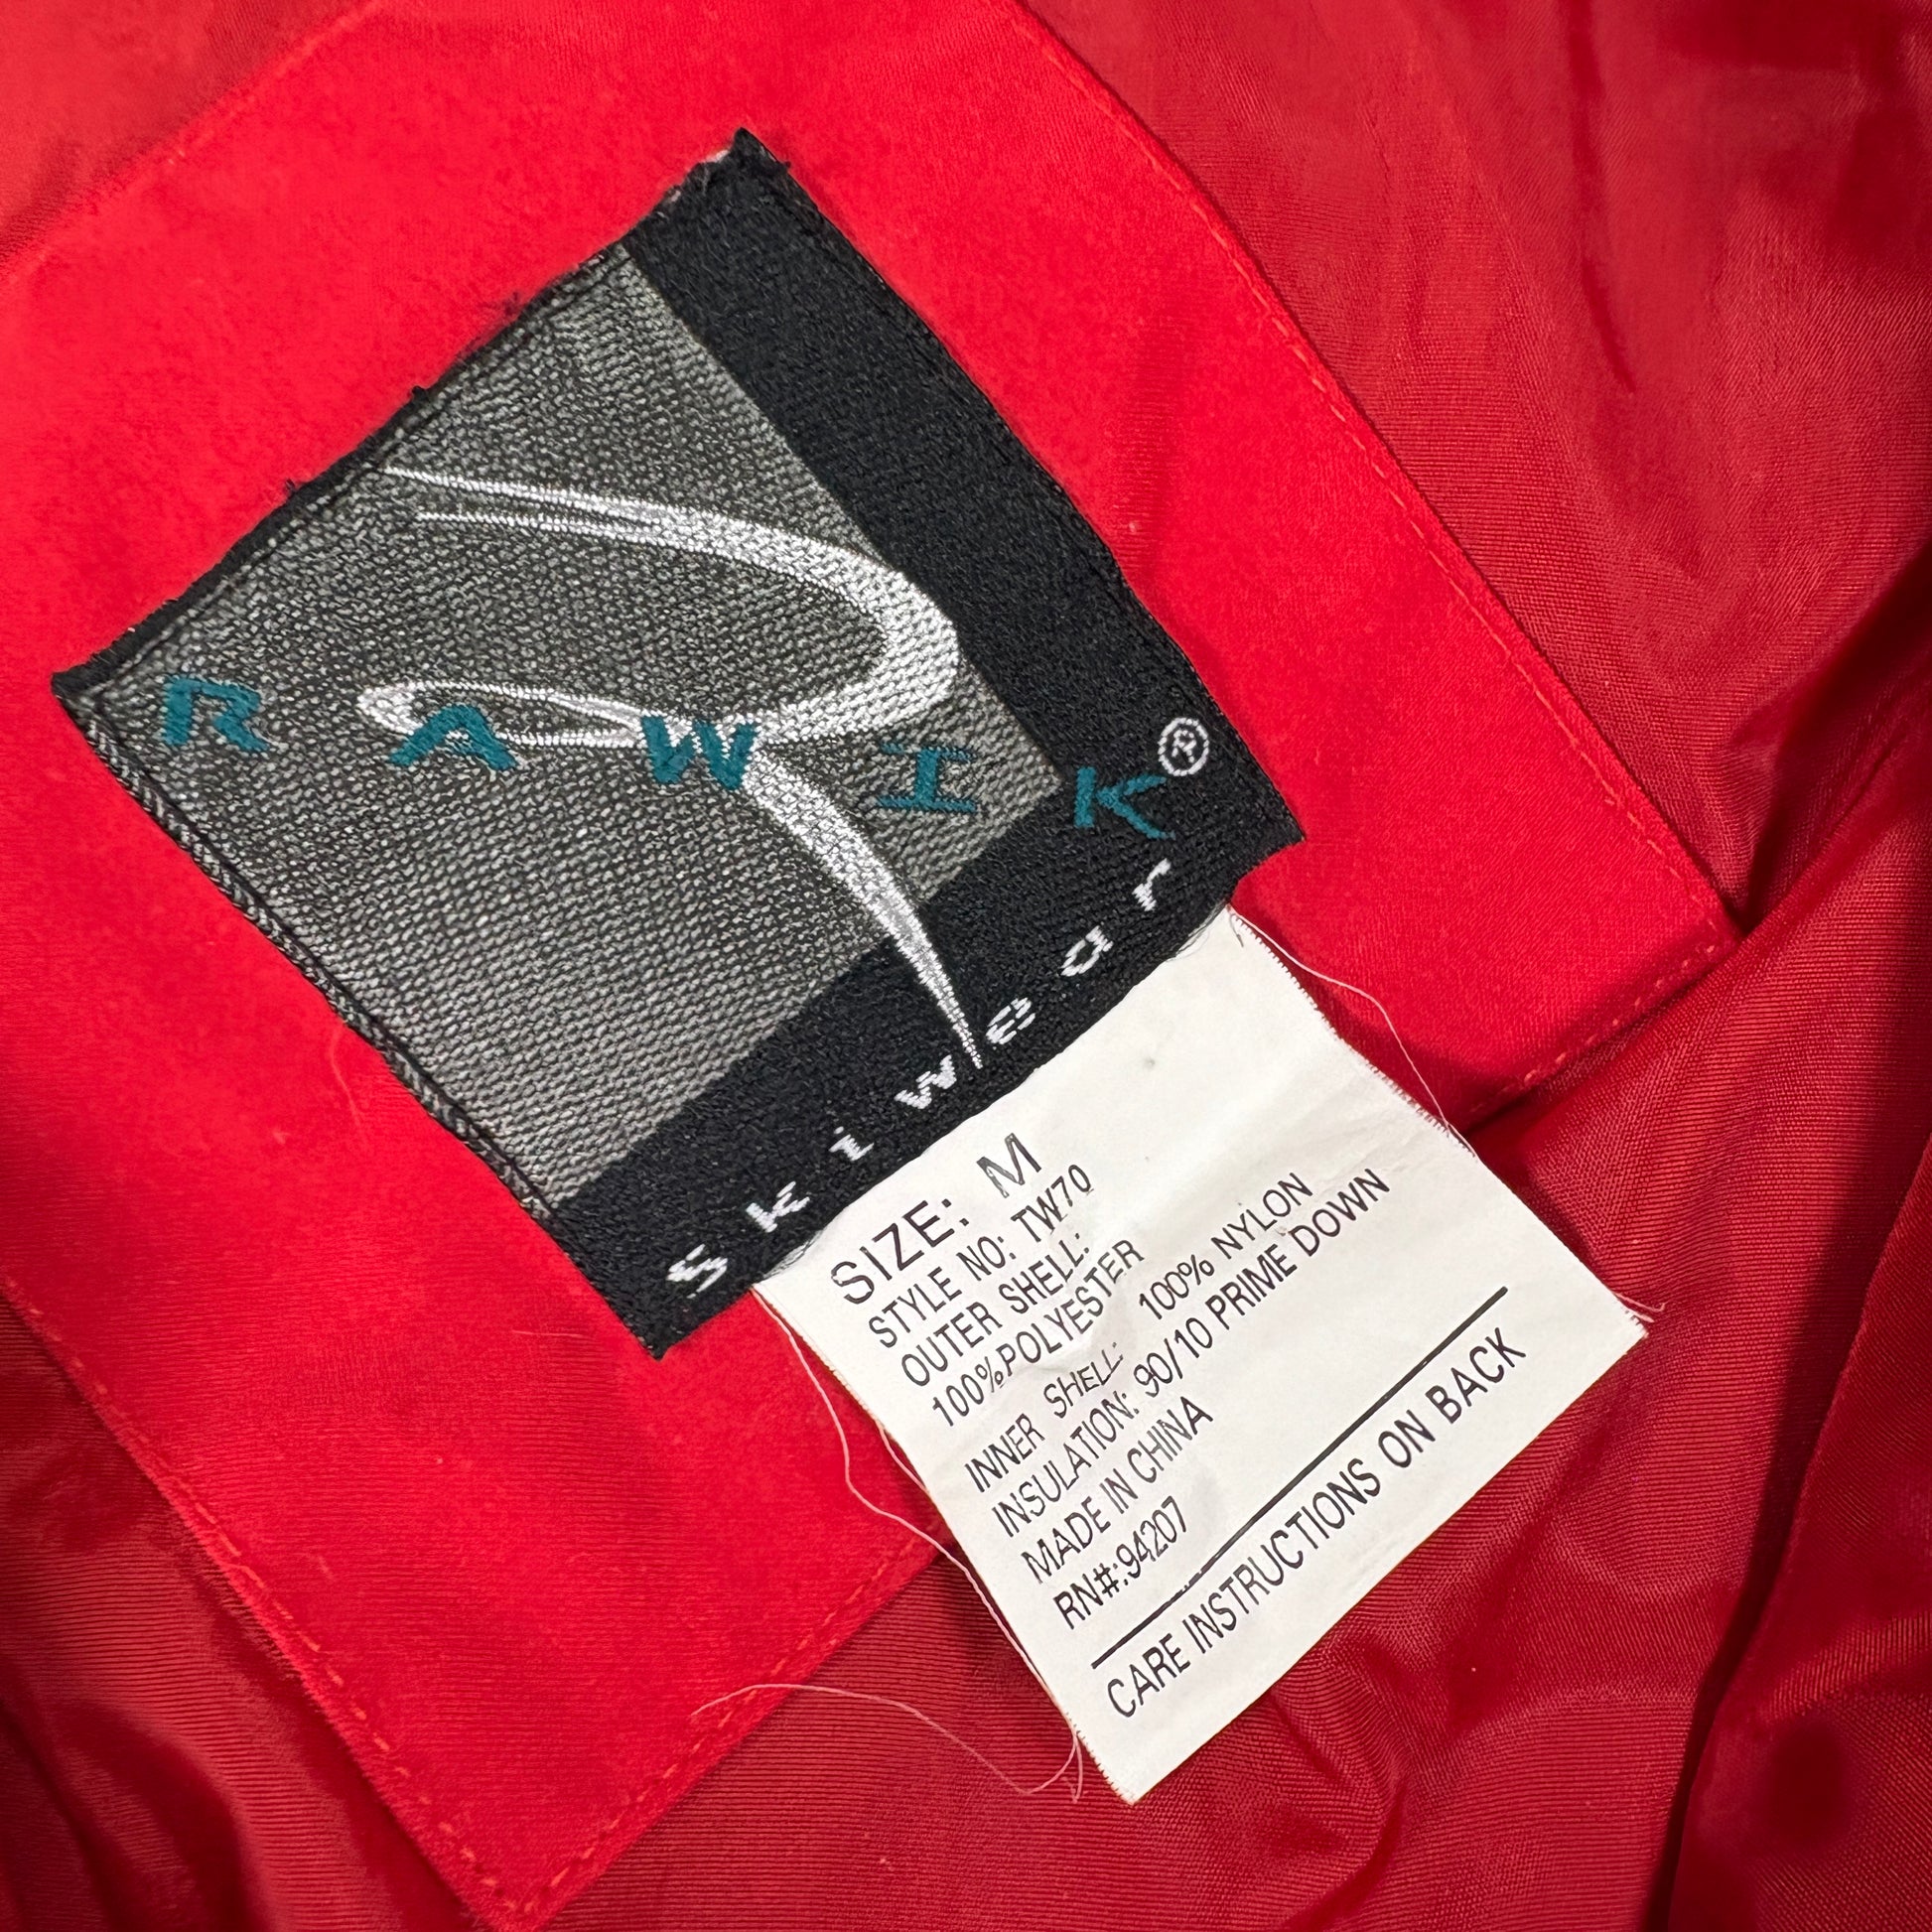 RAWIK®
skiwear
SIZE: M
STYLE NO: TW70
OUTER SHELL:
100%POLYESTER
INNER SHELL: 100% NYLON
INSULATION: 90/10 PRIME DOWN
MADE IN CHINA
RN#:94207
CARE INSTRUCTIONS ON BACK